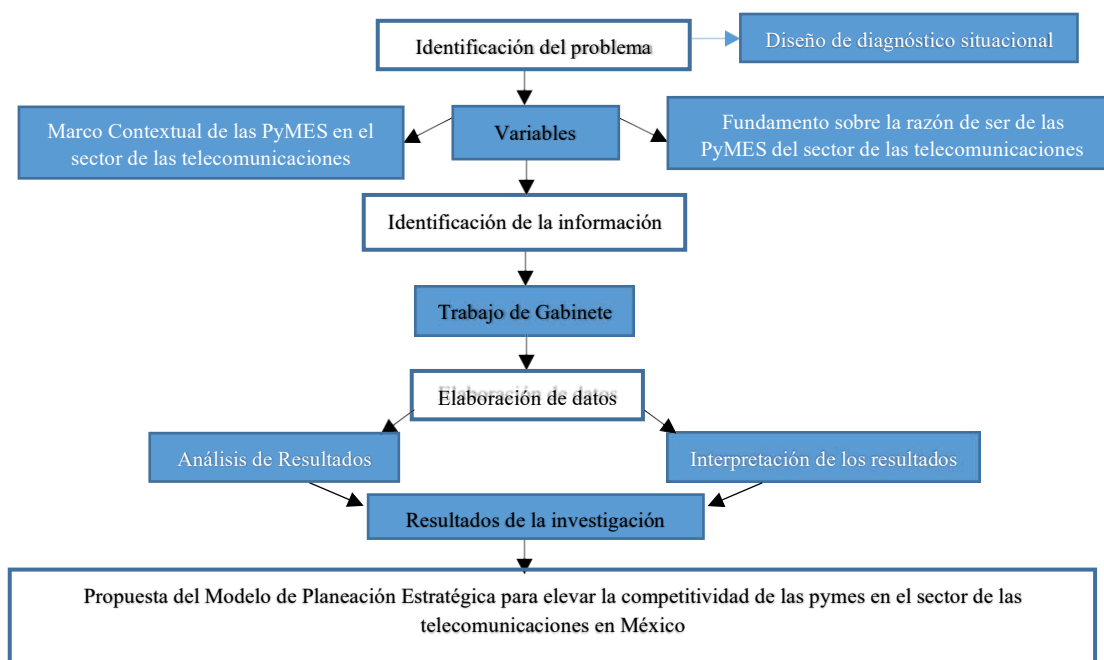 Identificación del problema
Diseño de diagnóstico situacional
Marco Contextual de las PyMES en el
sector de las telecomunicaciones
Variables
Fundamento sobre la razón de ser de las
PyMES del sector de las telecomunicaciones
Identificación de la información
Trabajo de Gabinete
Elaboración de datos
Análisis de Resultados
Interpretación de los resultados
Resultados de la investigación
Propuesta del Modelo de Planeación Estratégica para elevar la competitividad de las pymes en el sector de las
telecomunicaciones en México